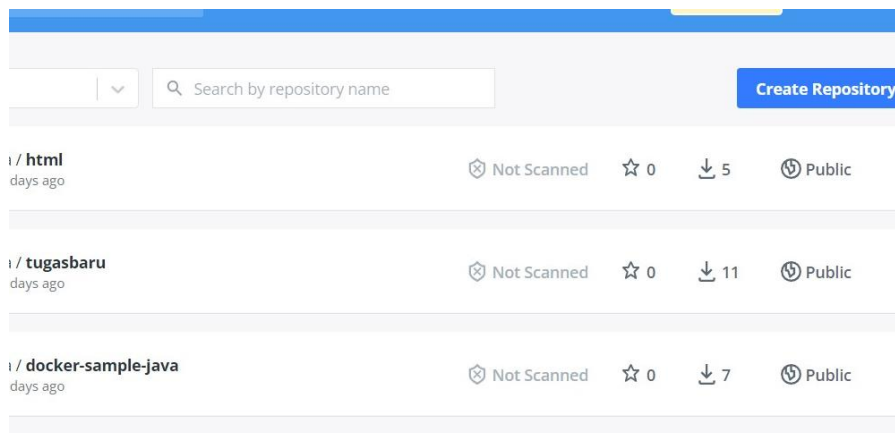 Search by repository name
Create Repository
/ html
Not Scanned
0
5
Public
days ago
/ tugasbaru
Not Scanned
0
11
Public
days ago
/ docker-sample-java
Not Scanned
0
7
Public
days ago